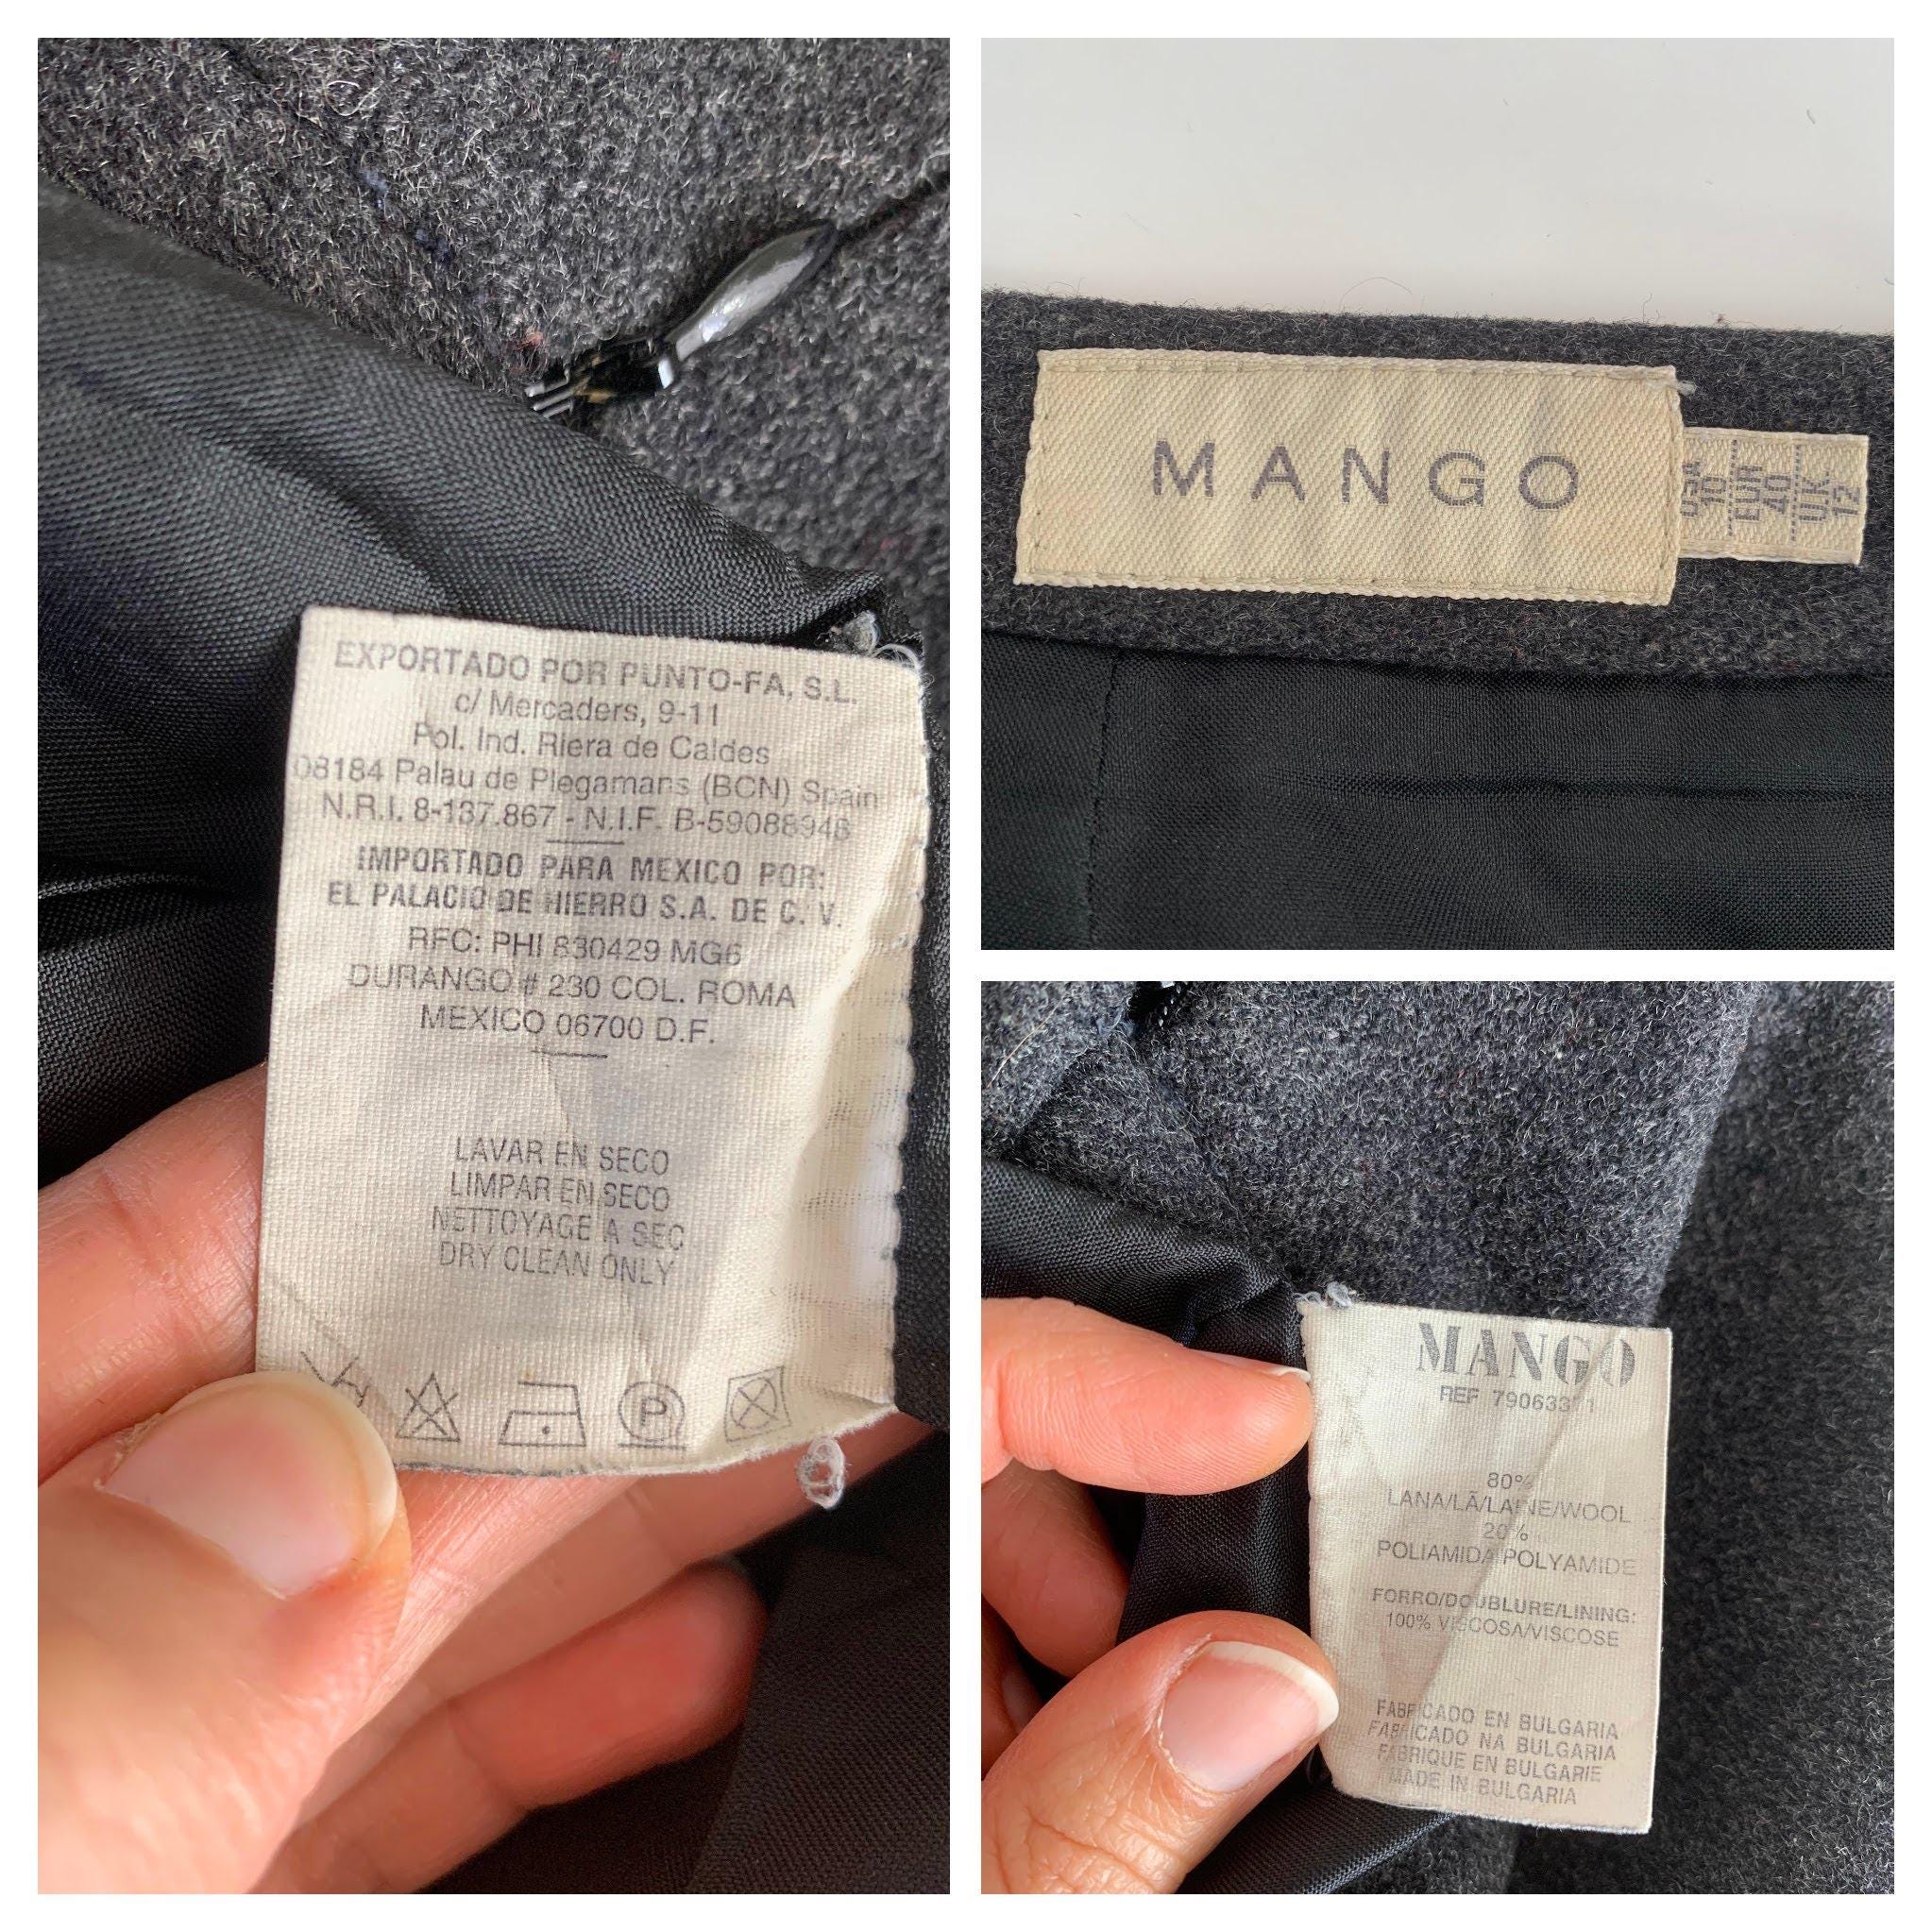 EXPORTADO POR PUNTO-FA, S.L.
c/ Mercaders, 9-11
Pol. Ind. Riera de Caldes
08184 Palau de Plegamans (BCN) Spain
N.R.I. 8-137.867 - N.I.F. B-59088948
IMPORTADO PARA MEXICO POR:
EL PALACIO DE HIERRO S.A. DE C.V.
RFC: PHI 830429 MG6
DURANGO # 230 COL. ROMA
MEXICO 06700 D.F.
LAVAR EN SECO
LIMPAR EN SECO
NETTOYAGE A SEC
DRY CLEAN ONLY
P
MANGO
USA
10
EUR
40
U.K.
12
MANGO
REF
80%
LANA/LÃ/LAINE/WOOL
20%
POLIAMIDA/POLYAMIDE
FORRO/DOUBLURE/LINING:
100% VISCOSA/VISCOSE
FABRICADO EN BULGARIA
FABRICADO NA BULGARIA
FABRIQUE EN BULGARIE
MADE IN BULGARIA